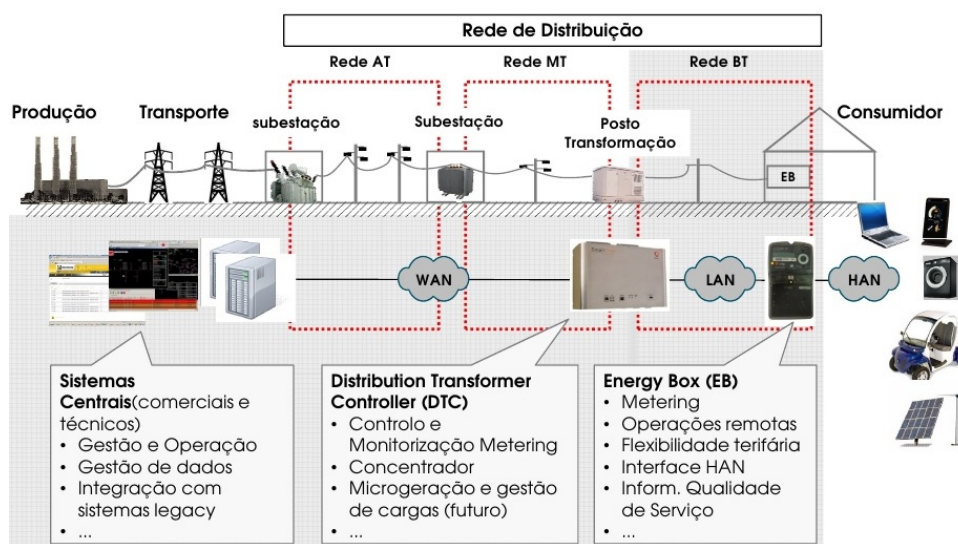 Rede de Distribuição
Rede AT
Rede MT
Rede BT
Produção
Transporte
subestação
Subestação
Posto
Transformação
Consumidor
EB
WAN
LAN
HAN
Sistemas
Centrais(comerciais e
técnicos)
• Gestão e Operação
• Gestão de dados
• Integração com
sistemas legacy
• ...
Distribution Transformer
Controller (DTC)
• Controlo e
• Monitorização Metering
• Concentrador
• Microgeração e gestão
de cargas (futuro)
• ...
Energy Box (EB)
• Metering
• Operações remotas
• Flexibilidade terifária
• Interface HAN
• Inform. Qualidade
de Serviço
• ...